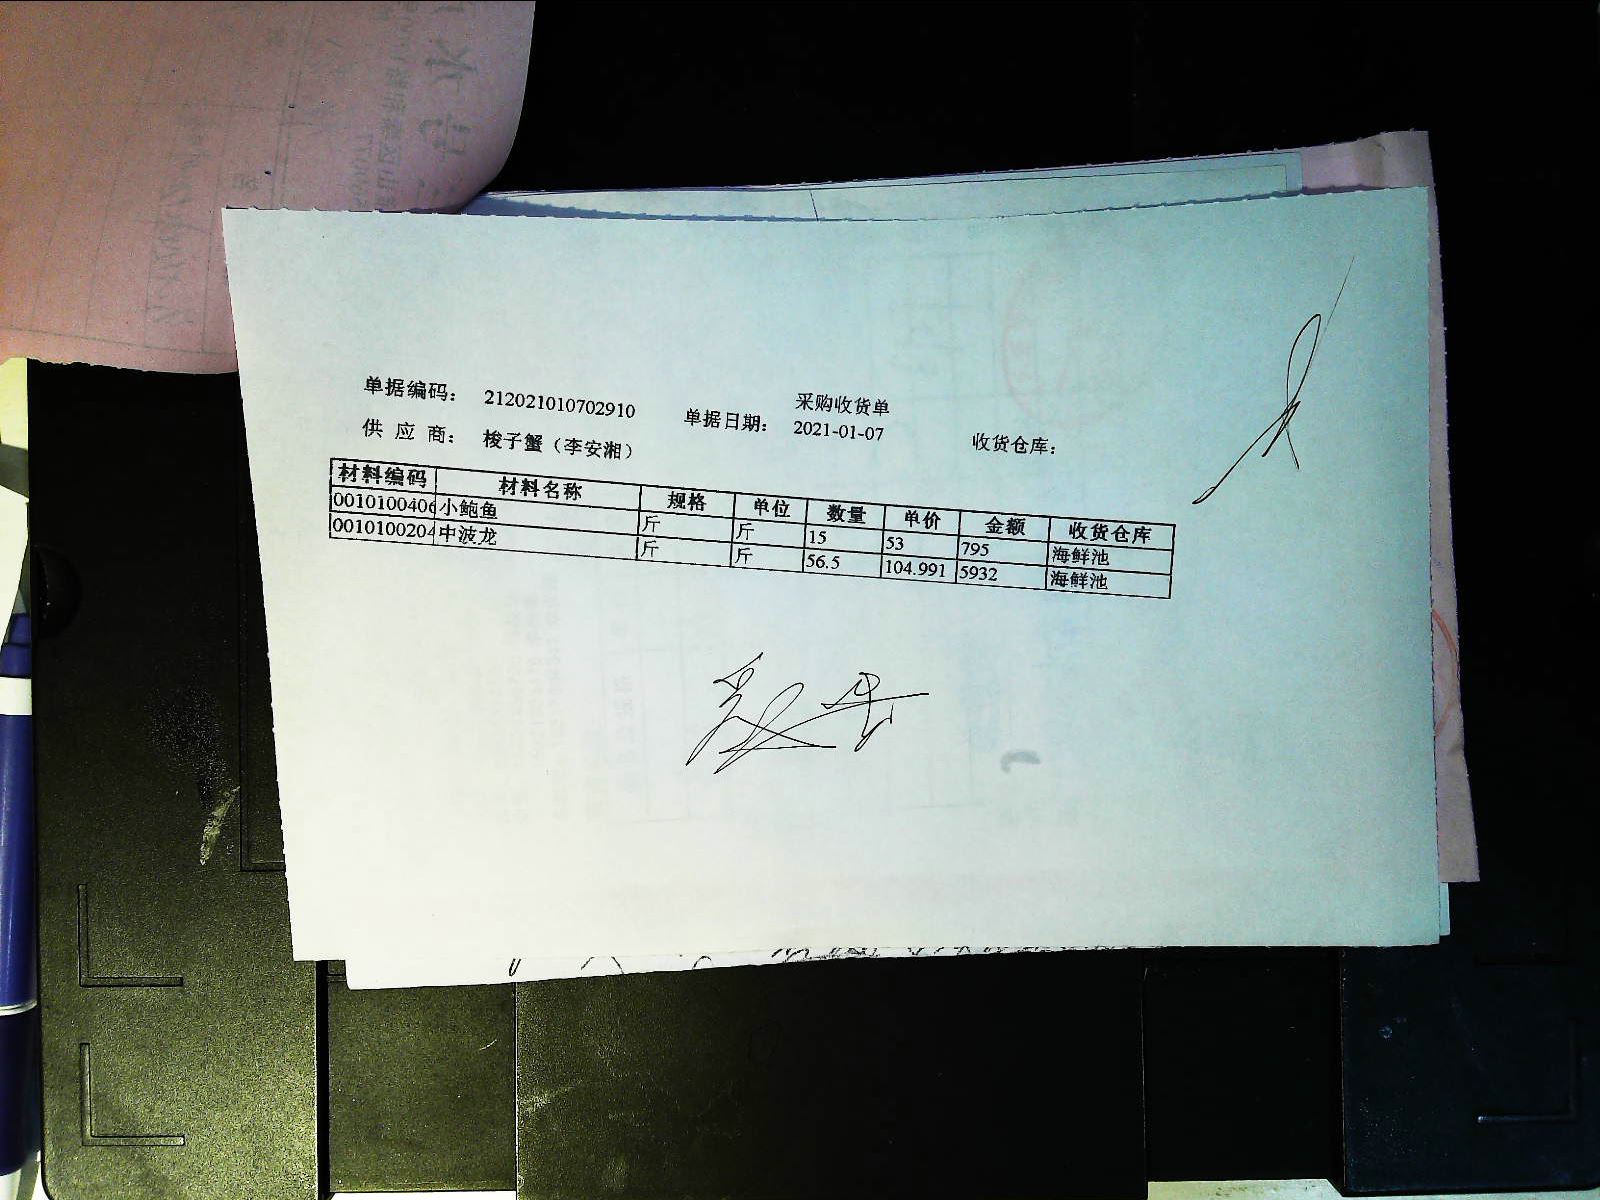 采购收货单
单据编码： 212021010702910 单据日期： 2021-01-07 收货仓库：
供 应 商： 梭子蟹（李安湘）
材料编码 材料名称 规格 单位 数量 单价 金额 收货仓库
0010100406 小鲍鱼 斤 斤 15 53 795 海鲜池
0010100204 中波龙 斤 斤 56.5 104.991 5932 海鲜池